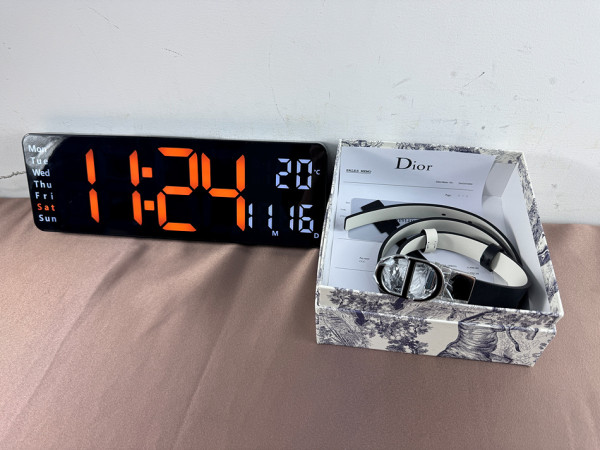 Mon
Tue
Wed
Thu
Fri
Sat
Sun
11:24
20°C
11 16
M D
Dior